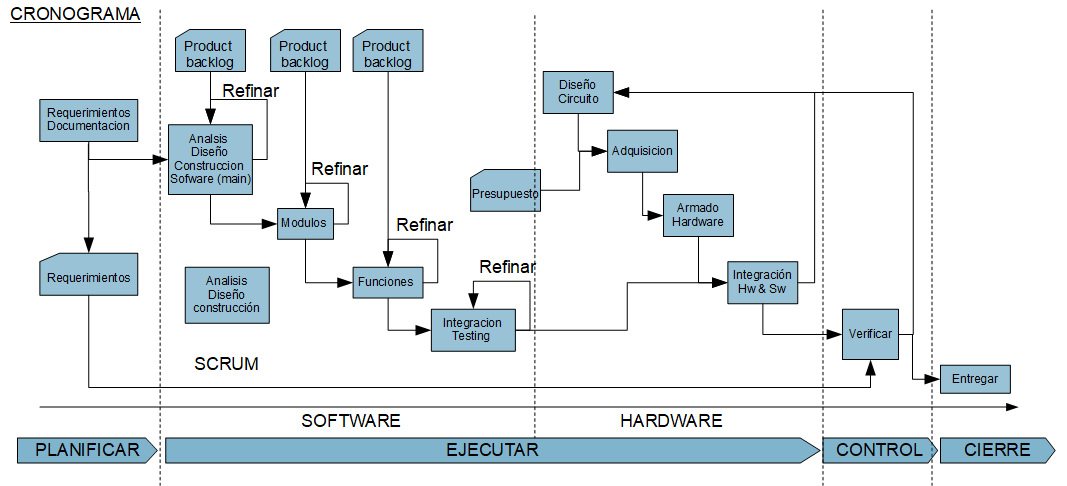 CRONOGRAMA
Product
backlog
Product
backlog
Product
backlog
Refinar
Requerimientos
Documentacion
Analsis
Diseño
Construccion
Sofware (main)
Diseño
Circuito
Adquisicion
Refinar
Presupuesto
Modulos
Armado
Hardware
Refinar
Requerimientos
Analisis
Diseño
construcción
Funciones
Refinar
Integración
Hw & Sw
Integracion
Testing
Verificar
SCRUM
Entregar
SOFTWARE
HARDWARE
PLANIFICAR
EJECUTAR
CONTROL
CIERRE